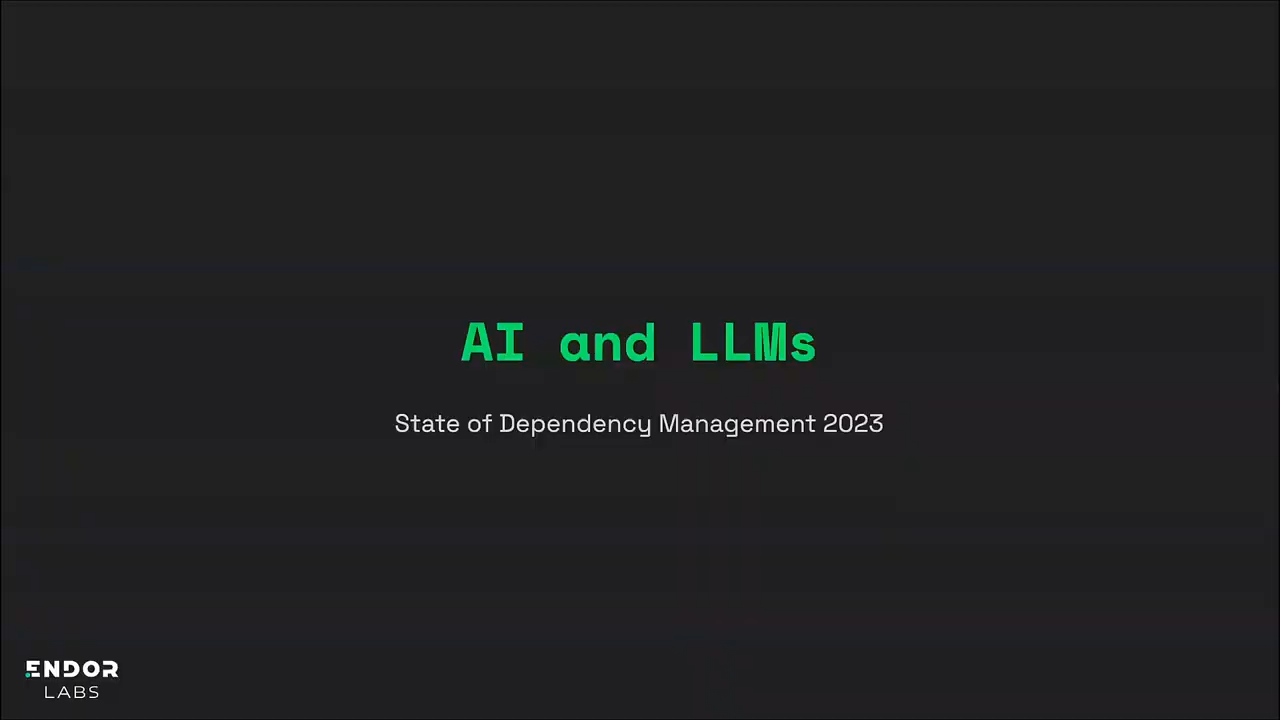 AI and LLMs
State of Dependency Management 2023
ENDOR
LABS